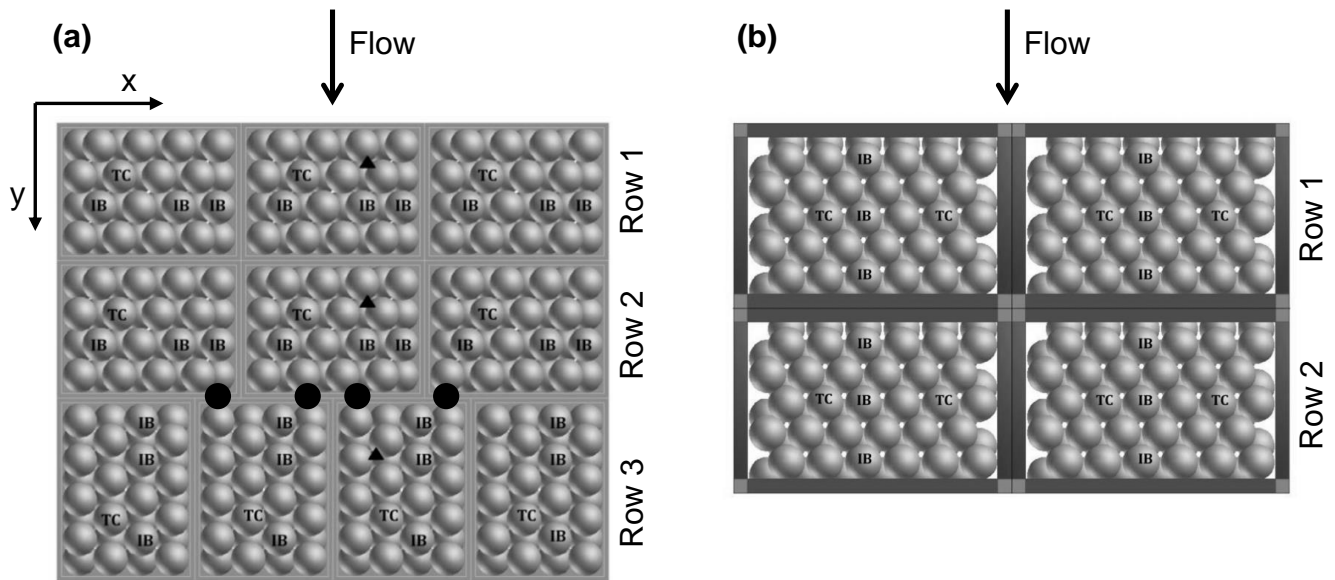 (a)
Flow
x
y
TC TC TC
IB IB IB IB IB IB IB IB IB
Row 1
TC TC TC
IB IB IB IB IB IB IB IB IB
Row 2
IB IB IB IB
IB IB IB IB
TC TC TC TC
IB IB IB IB
Row 3
(b)
Flow
IB IB
TC IB TC TC IB TC
IB IB
Row 1
IB IB
TC IB TC TC IB TC
IB IB
Row 2